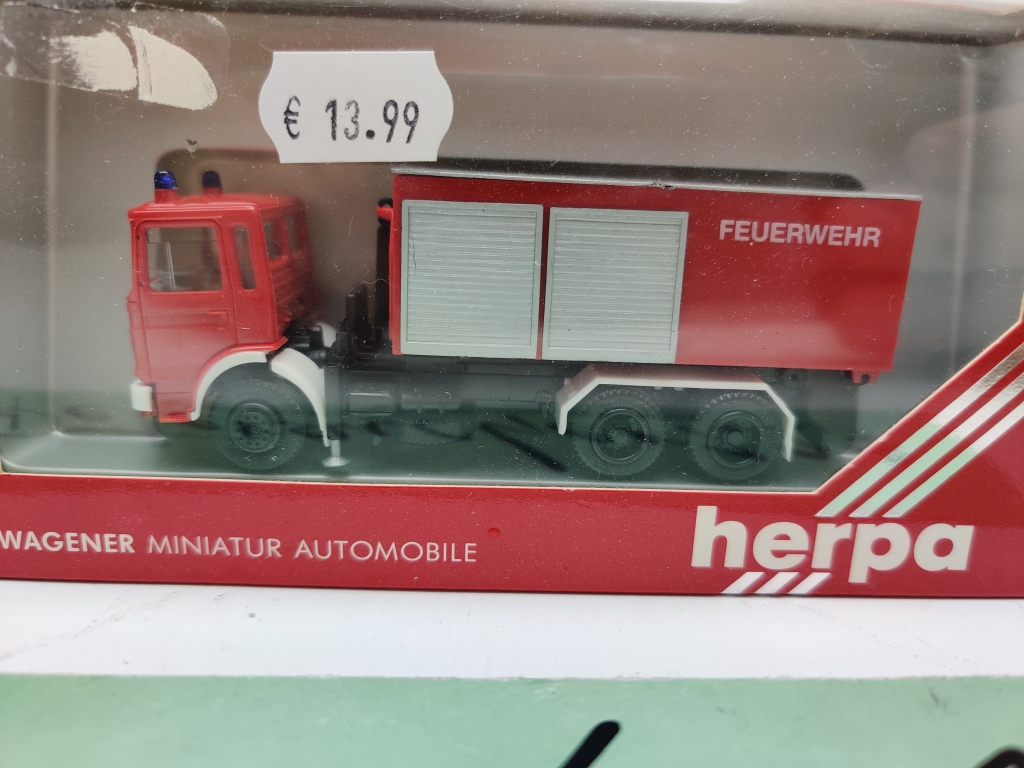 € 13.99
FEUERWEHR
WAGENER MINIATUR AUTOMOBILE
herpa